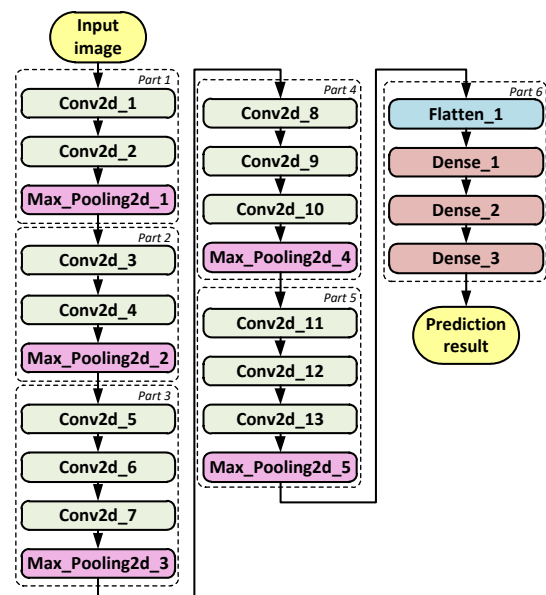 Input
image
Part 1
Conv2d_1
Conv2d_2
Max_Pooling2d_1
Part 2
Conv2d_3
Conv2d_4
Max_Pooling2d_2
Part 3
Conv2d_5
Conv2d_6
Conv2d_7
Max_Pooling2d_3
Part 4
Conv2d_8
Conv2d_9
Conv2d_10
Max_Pooling2d_4
Part 5
Conv2d_11
Conv2d_12
Conv2d_13
Max_Pooling2d_5
Part 6
Flatten_1
Dense_1
Dense_2
Dense_3
Prediction
result